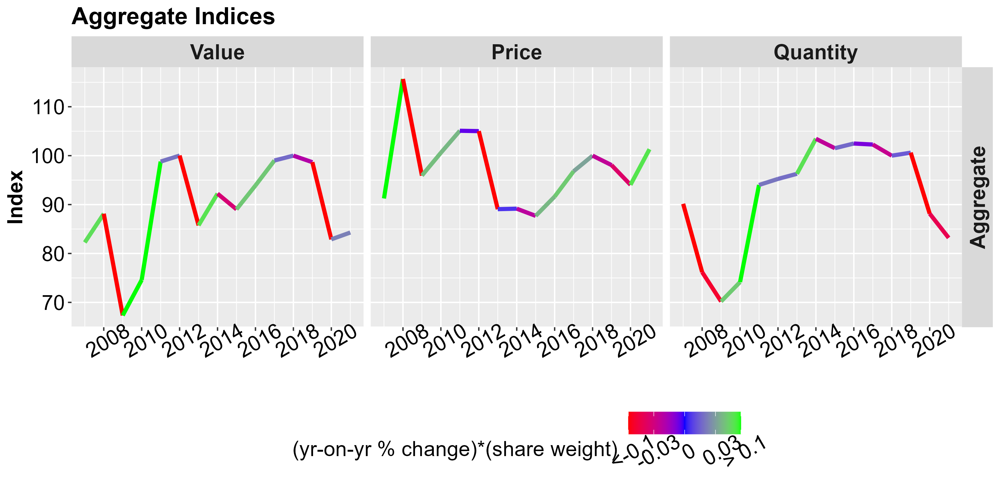 Aggregate Indices
Value
Price
Quantity
Index
110
100
90
80
70
Aggregate
2008 2010 2012 2014 2016 2018 2020
2008 2010 2012 2014 2016 2018 2020
2008 2010 2012 2014 2016 2018 2020
(yr-on-yr % change)*(share weight)
<-0.1 -0.03 0 0.03 > 0.1